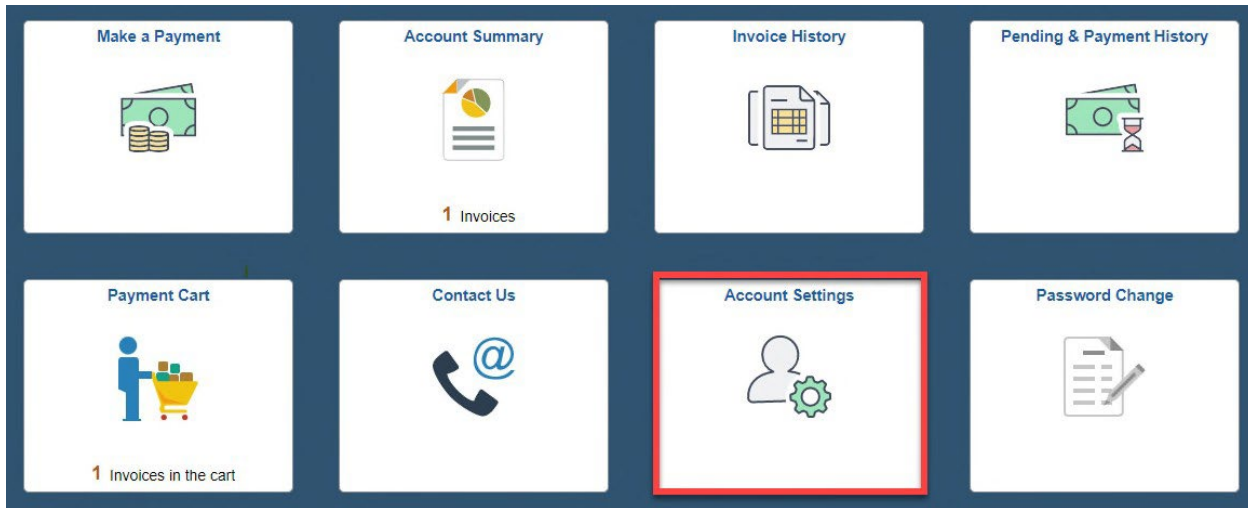 Make a Payment
Account Summary
Invoice History
Pending & Payment History
1 Invoices
Payment Cart
Contact Us
Account Settings
Password Change
@
1 Invoices in the cart